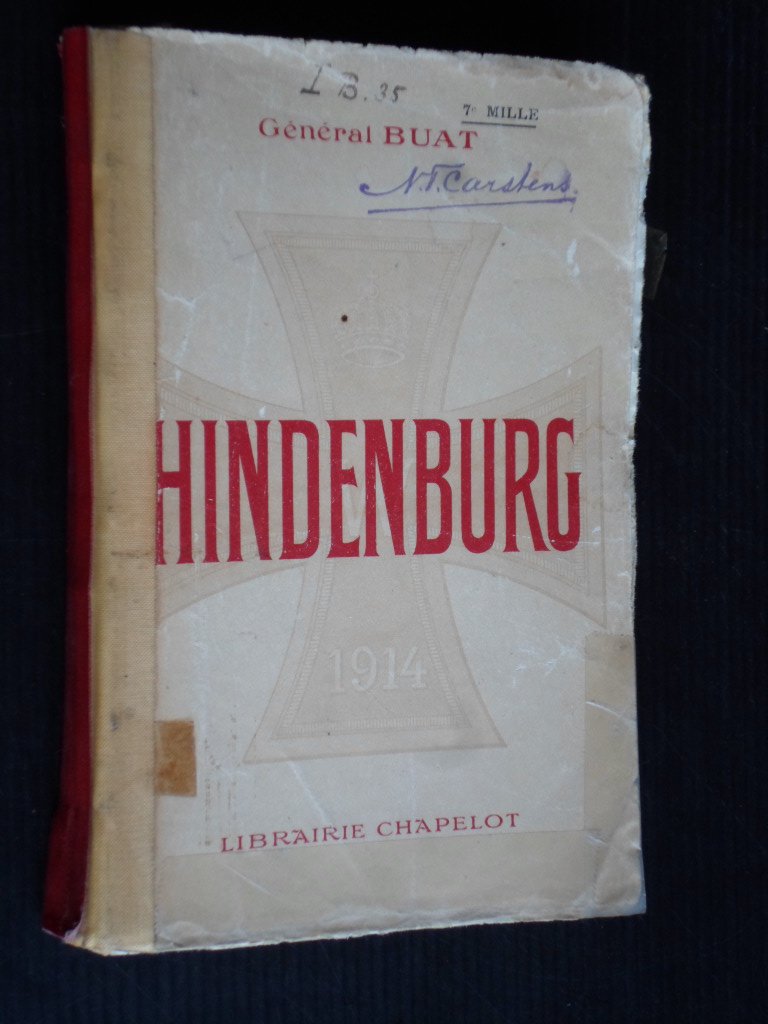 I B. 35
7e MILLE
Général BUAT
N.T. Carstens.
HINDENBURG
1914
LIBRAIRIE CHAPELOT